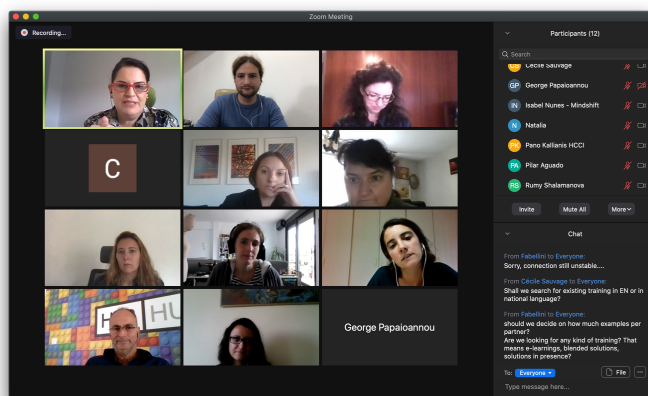 Zoom Meeting
Recording...
C
George Papaioannou
Participants (12)
Search
Cécile Sauvage
GP George Papaioannou
IN Isabel Nunes - Mindshift
N Natalia
PK Pano Kallianis HCCI
PA Pilar Aguado
RS Rumy Shalamanova
Invite Mute All More
Chat
From Fabellini to Everyone:
Sorry, connection still unstable....
From Cécile Sauvage to Everyone:
Shall we search for existing training in EN or in
national language?
From Fabellini to Everyone:
should we decide on how much examples per
partner?
Are we looking for any kind of training? That
means e-learnings, blended solutions,
solutions in presence?
To: Everyone File
Type message here...